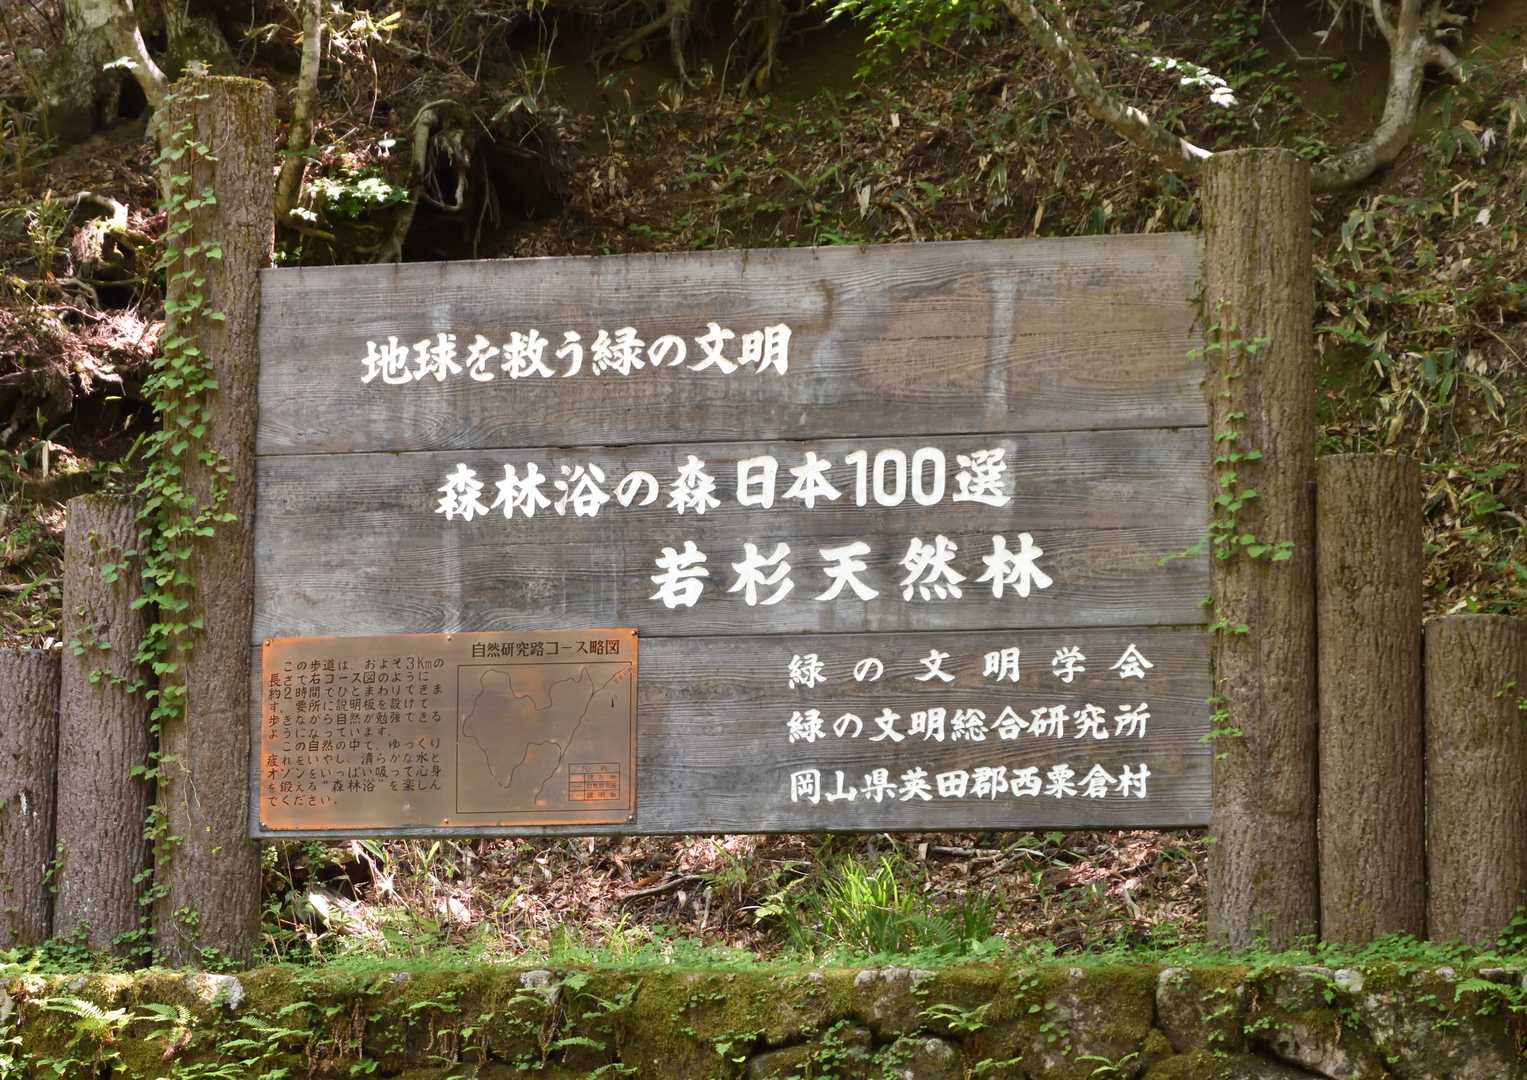 地球を救う緑の文明
森林浴の森日本100選
若杉天然林
緑の文明学会
緑の文明総合研究所
岡山県英田郡西粟倉村
自然研究路コース略図
この歩道は、およそ3Kmの
長さで右コース図のように
約2時間でひとまわりできま
す。要所に説明板を設けて
歩きながら自然が勉強できる
ようになっています。
この自然の中で、ゆっくり
疲れをいやし、清らかな水と
オゾンをいっぱい吸って心身
を鍛える"森林浴"を楽しん
でください。